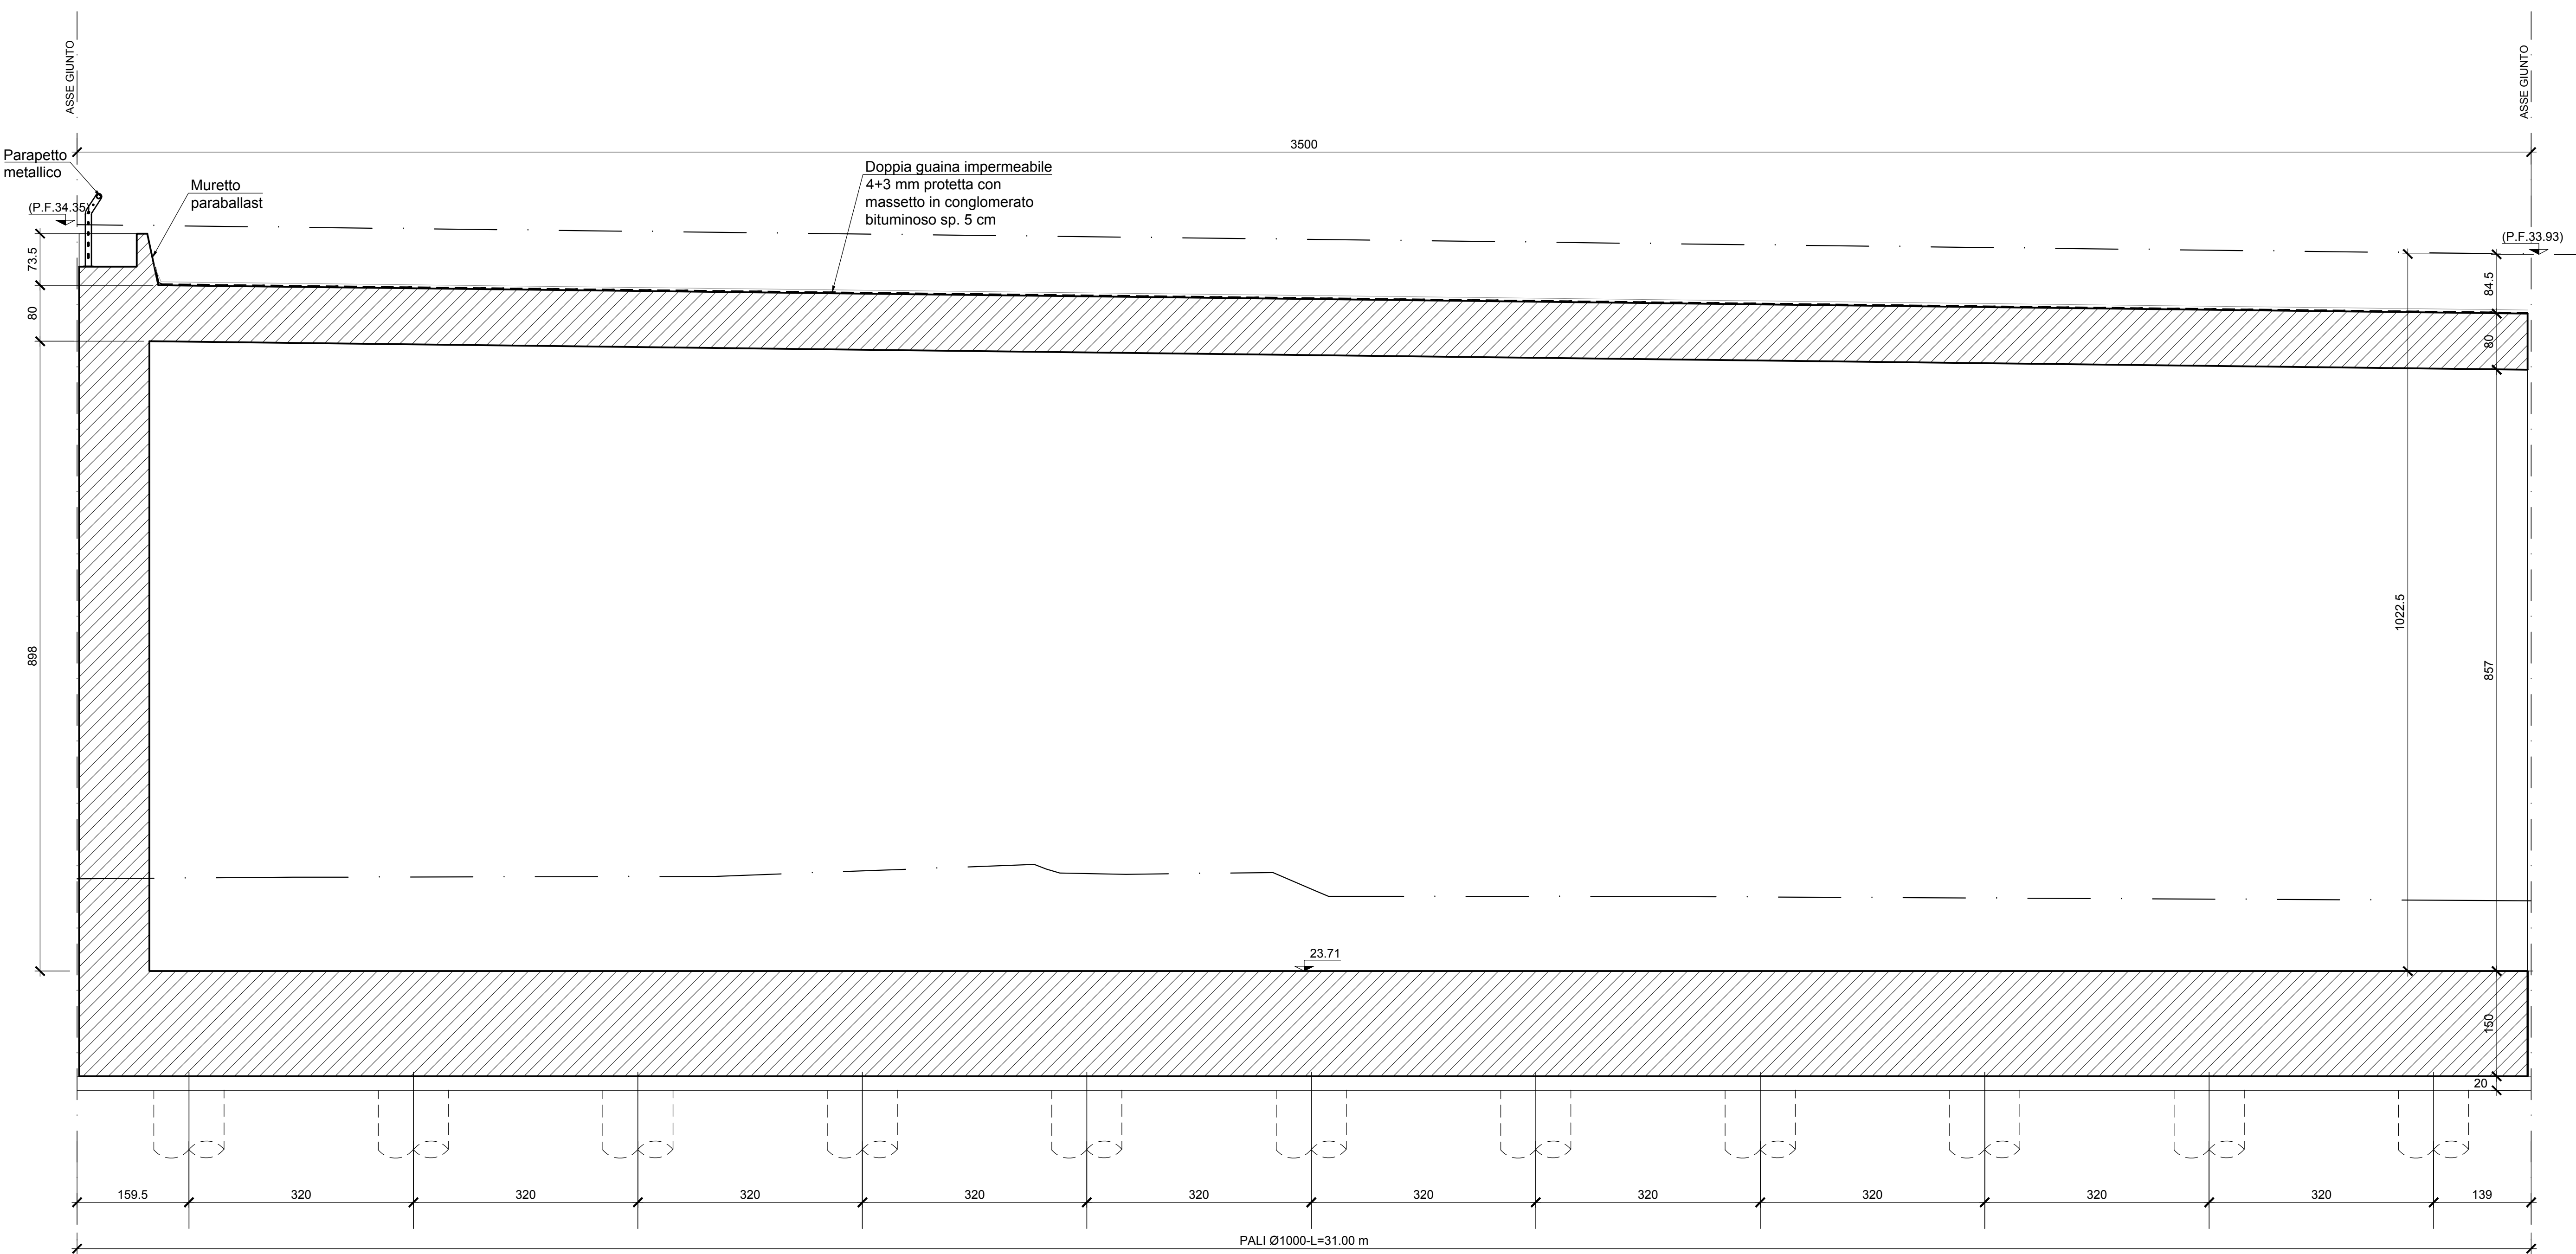 ASSE GIUNTO
ASSE GIUNTO
3500
Parapetto
metallico
Muretto
paraballast
Doppia guaina impermeabile
4+3 mm protetta con
massetto in conglomerato
bituminoso sp. 5 cm
(P.F.34.35)
(P.F.33.93)
73.5
80
898
84.5
80
1022.5
857
150
20
23.71
159.5
320
320
320
320
320
320
320
320
320
320
139
PALI Ø1000-L=31.00 m